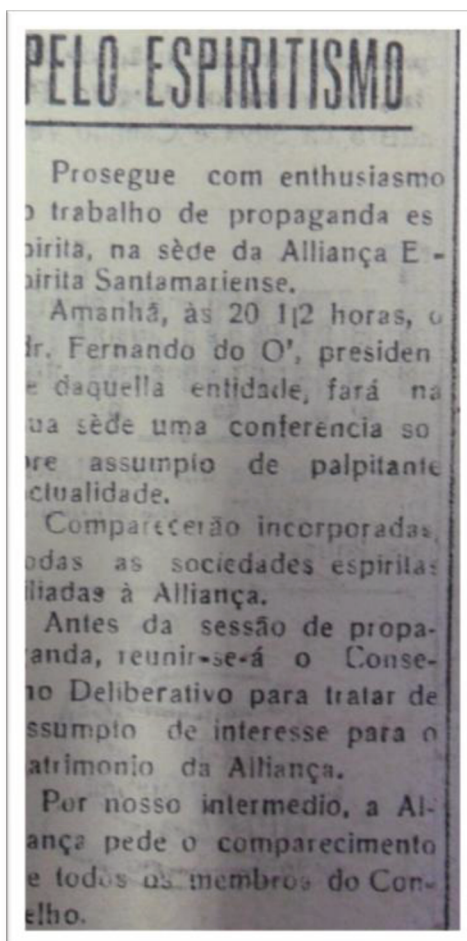 PELO ESPIRITISMO
Prosegue com enthusiasmo
o trabalho de propaganda es
pirita, na sède da Alliança E -
pirita Santamariense.
Amanhã, às 20 1|2 horas, o
dr. Fernando do O', presiden
te daquella entidade, fará na
sua sède uma conferencia so
bre assumpto de palpitante
actualidade.
Comparecerão incorporadas,
todas as sociedades espiritas
filiadas à Alliança.
Antes da sessão de propa-
ganda, reunir-se-á o Conse-
lho Deliberativo para tratar de
assumpto de interesse para o
patrimonio da Alliança.
Por nosso intermedio, a Al-
liança pede o comparecimento
de todos os membros do Con-
selho.